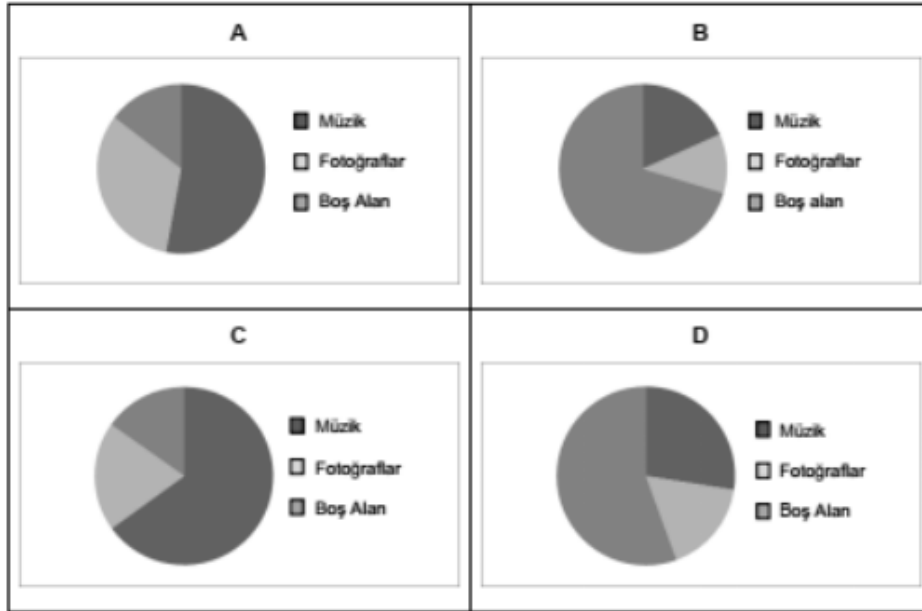 A
Müzik
Fotoğraflar
Boş Alan
B
Müzik
Fotoğraflar
Boş alan
C
Müzik
Fotoğraflar
Boş Alan
D
Müzik
Fotoğraflar
Boş Alan